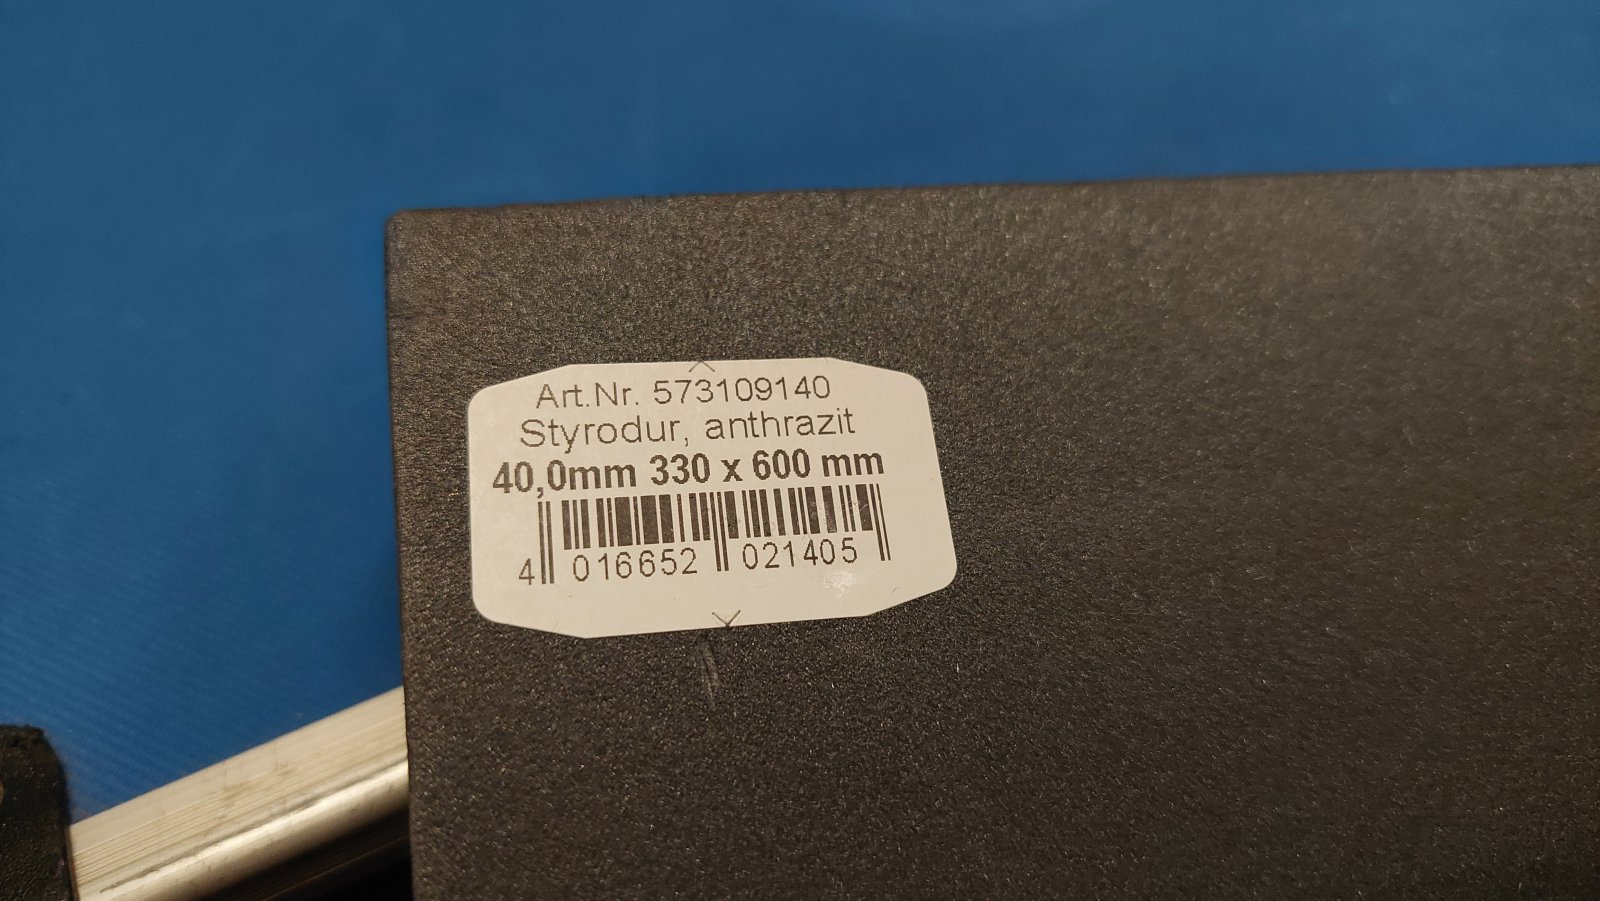 Art.Nr. 573109140
Styrodur, anthrazit
40,0mm 330 x 600 mm
4 016652 021405